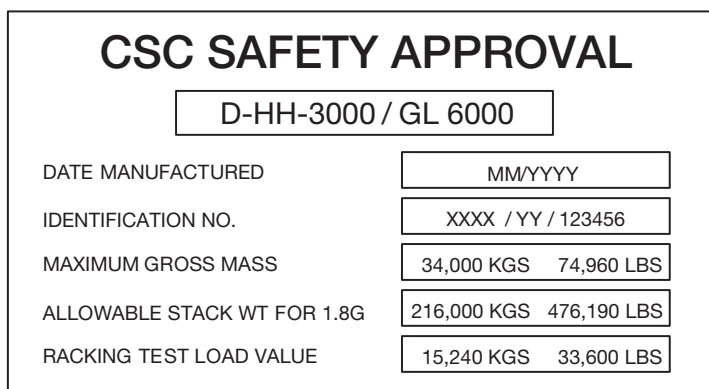 CSC SAFETY APPROVAL
D-HH-3000 / GL 6000
DATE MANUFACTURED MM/YYYY
IDENTIFICATION NO. XXXX / YY / 123456
MAXIMUM GROSS MASS 34,000 KGS 74,960 LBS
ALLOWABLE STACK WT FOR 1.8G 216,000 KGS 476,190 LBS
RACKING TEST LOAD VALUE 15,240 KGS 33,600 LBS